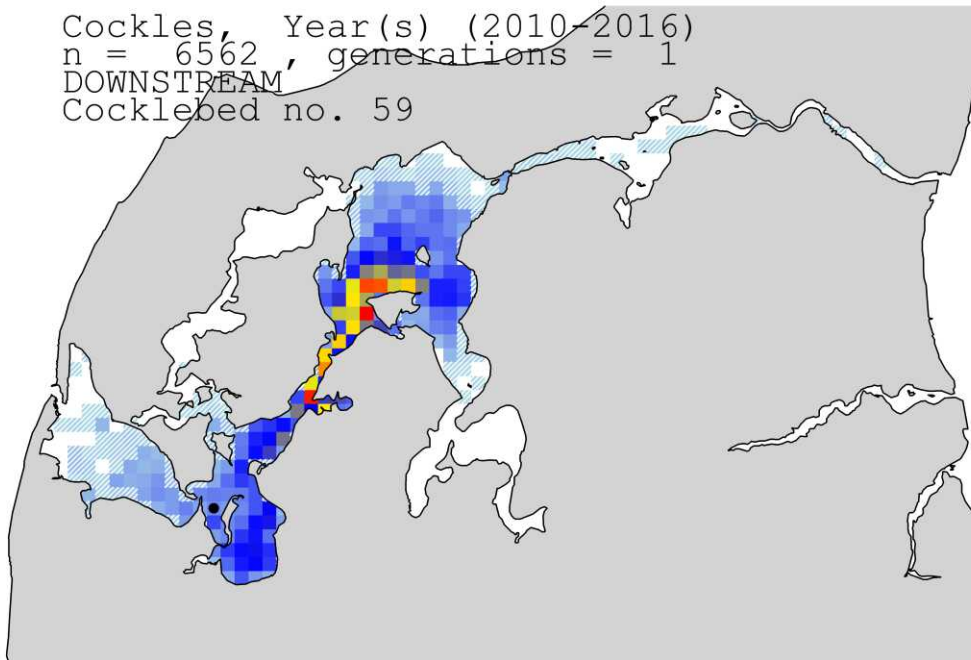 Cockles, Year(s) (2010-2016)
n = 6562 , generations = 1
DOWNSTREAM
Cocklebed no. 59